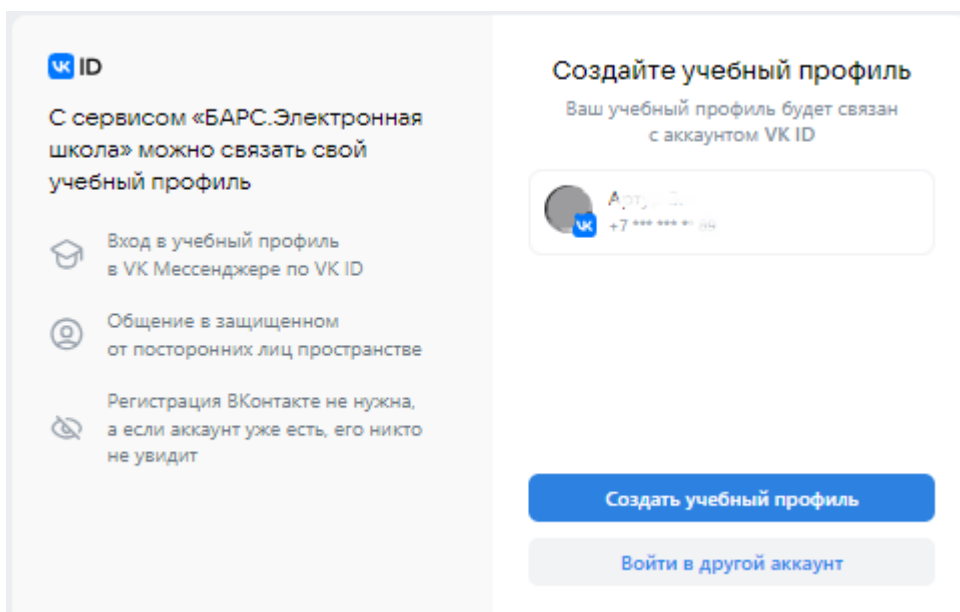 VK ID
С сервисом «БАРС.Электронная
школа» можно связать свой
учебный профиль
Вход в учебный профиль
в VK Мессенджере по VK ID
Общение в защищенном
от посторонних лиц пространстве
Регистрация ВКонтакте не нужна,
а если аккаунт уже есть, его никто
не увидит
Создайте учебный профиль
Ваш учебный профиль будет связан
с аккаунтом VK ID
+7 *** *** **
Создать учебный профиль
Войти в другой аккаунт